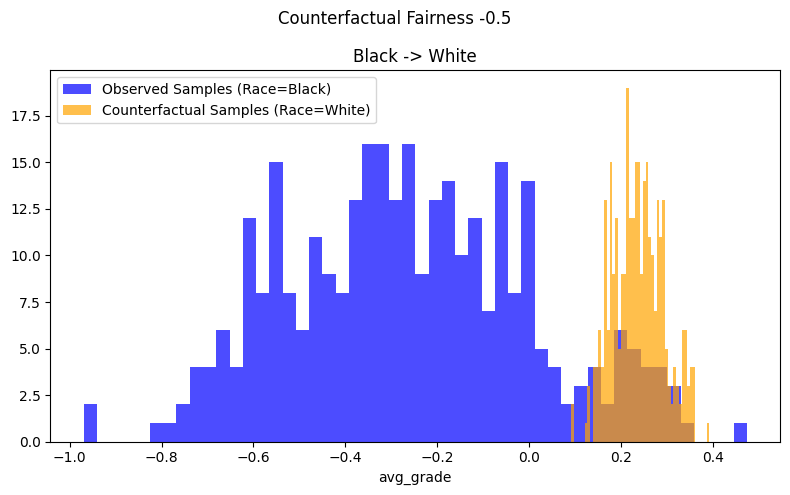 Counterfactual Fairness -0.5
Black -> White
Observed Samples (Race=Black)
Counterfactual Samples (Race=White)
17.5
15.0
12.5
10.0
7.5
5.0
2.5
0.0
−1.0 −0.8 −0.6 −0.4 −0.2 0.0 0.2 0.4
avg_grade